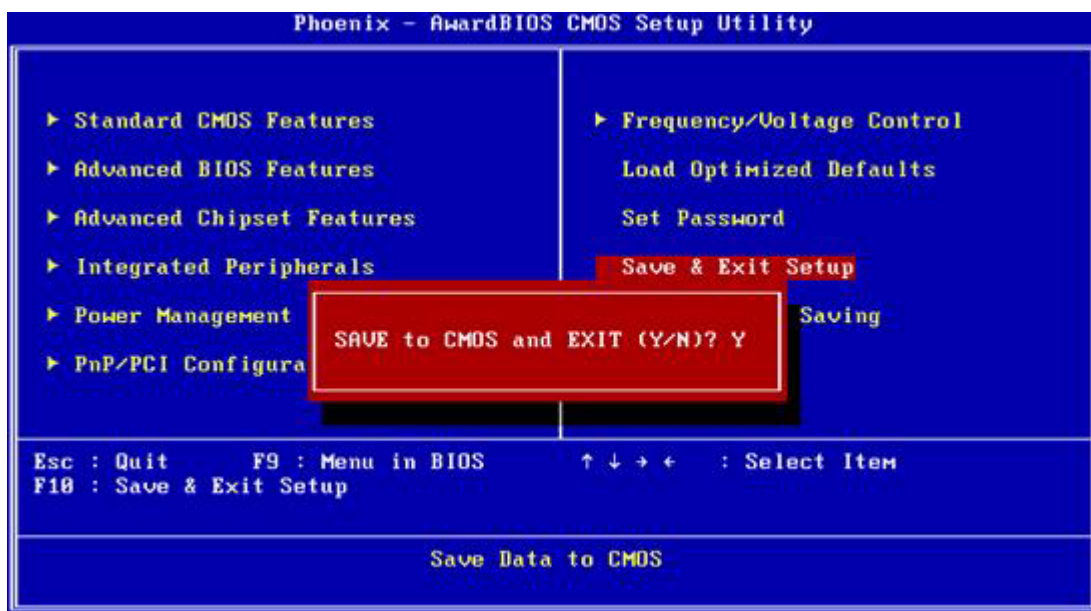 Phoenix - AwardBIOS CMOS Setup Utility
▶ Standard CMOS Features
▶ Advanced BIOS Features
▶ Advanced Chipset Features
▶ Integrated Peripherals
▶ Power Management
▶ PnP/PCI Configura
▶ Frequency/Voltage Control
Load Optimized Defaults
Set Password
Save & Exit Setup
Saving
SAVE to CMOS and EXIT (Y/N)? Y
Esc : Quit F9 : Menu in BIOS ↑ ↓ → ← : Select Item
F10 : Save & Exit Setup
Save Data to CMOS